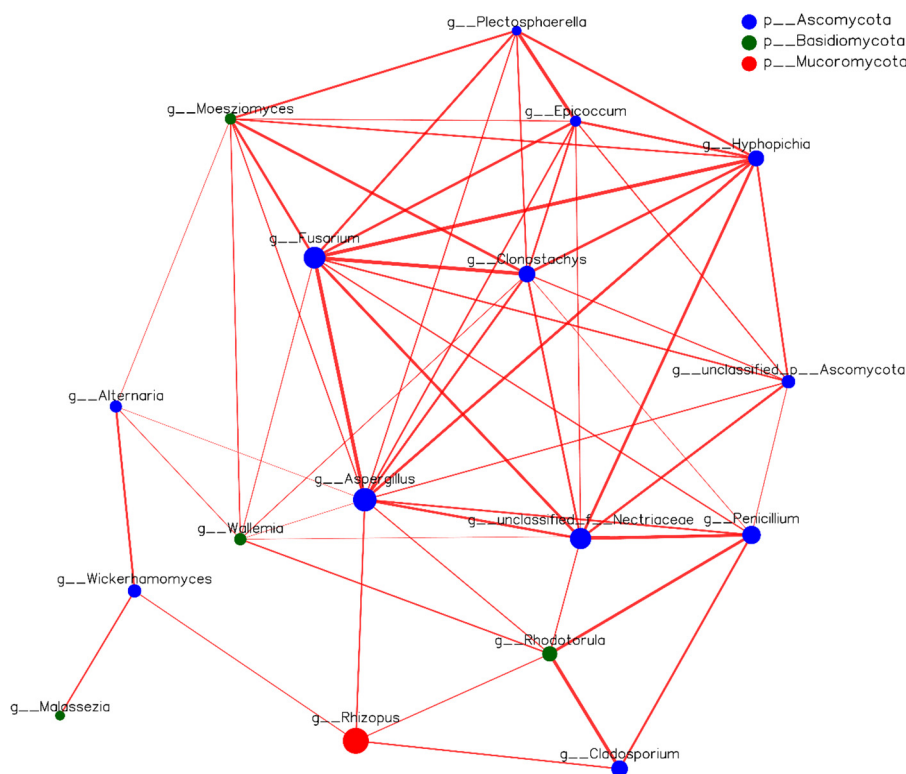 g__Plectosphaerella
p__Ascomycota
p__Basidiomycota
p__Mucoromycota
g__Moesziomyces
g__Epicoccum
g__Hyphopichia
g__Fusarium
g__Clonostachys
g__unclassified_p__Ascomycota
g__Alternaria
g__Aspergillus
g__unclassified_f__Nectriaceae
g__Penicillium
g__Wallemia
g__Wickerhamomyces
g__Rhodotorula
g__Malassezia
g__Rhizopus
g__Cladosporium